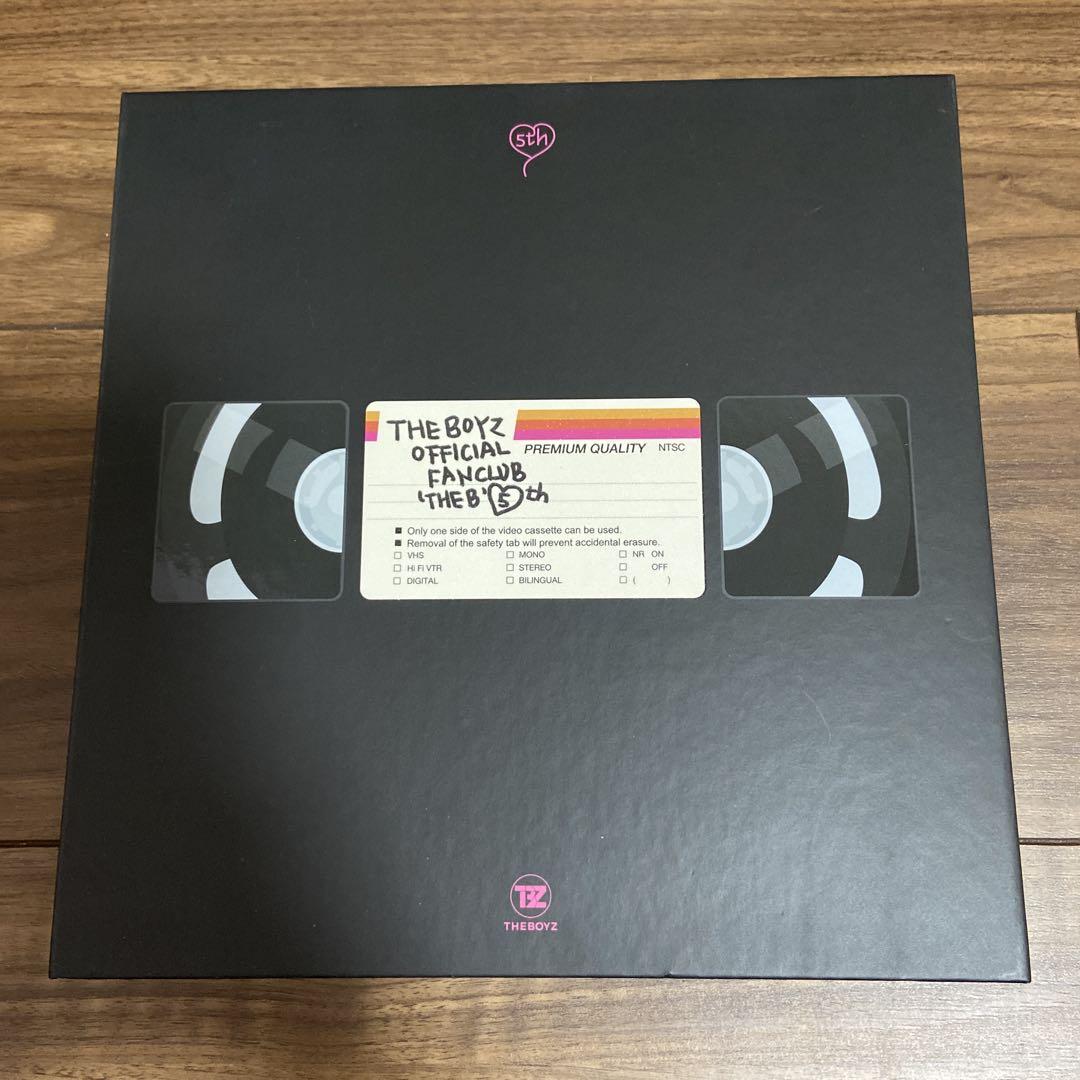 5th
THE BOYZ
OFFICIAL
FANCLUB
'THE B' 5th
PREMIUM QUALITY NTSC
■ Only one side of the video cassette can be used.
■ Removal of the safety tab will prevent accidental erasure.
□ VHS □ MONO □ NR ON
□ Hi Fi VTR □ STEREO □ OFF
□ DIGITAL □ BILINGUAL □ ( )
TBZ
THEBOYZ